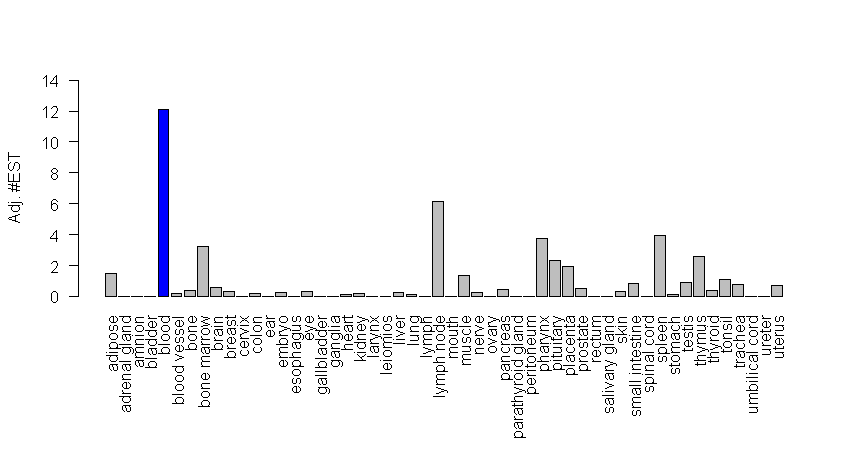 14
12
10
8
6
4
2
0
Adj. #EST
adipose
adrenal gland
amnion
bladder
blood
blood vessel
bone
bone marrow
brain
breast
cervix
colon
ear
embryo
esophagus
eye
gallbladder
ganglia
heart
kidney
larynx
leiomios
liver
lung
lymph
lymph node
mouth
muscle
nerve
ovary
pancreas
parathyroid gland
peritoneum
pharynx
pituitary
placenta
prostate
rectum
salivary gland
skin
small intestine
spinal cord
spleen
stomach
testis
thymus
thyroid
tonsil
trachea
umbilical cord
ureter
uterus